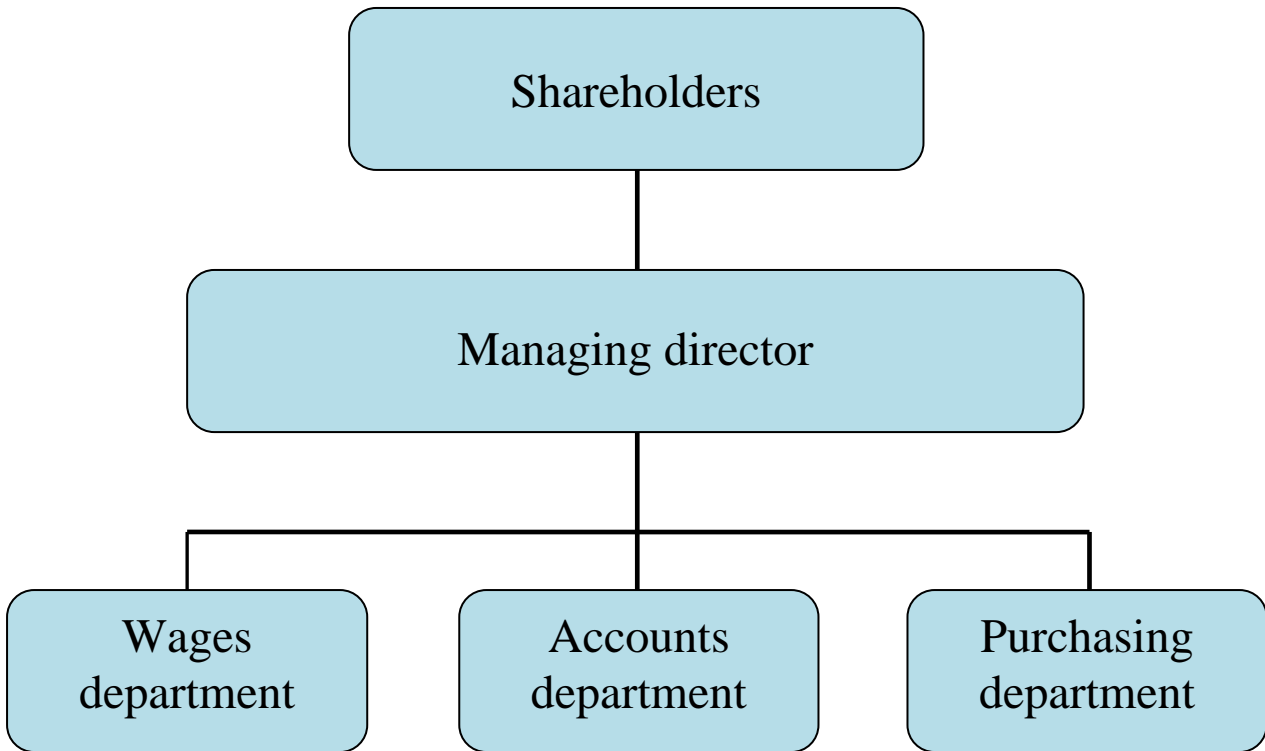 Shareholders
Managing director
Wages
department
Accounts
department
Purchasing
department